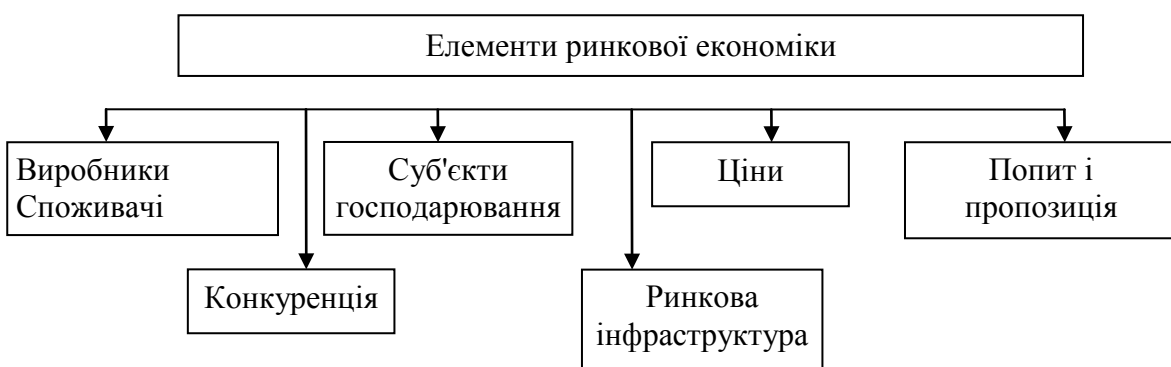 Елементи ринкової економіки
Виробники
Споживачі
Суб'єкти
господарювання
Ціни
Попит і
пропозиція
Конкуренція
Ринкова
інфраструктура